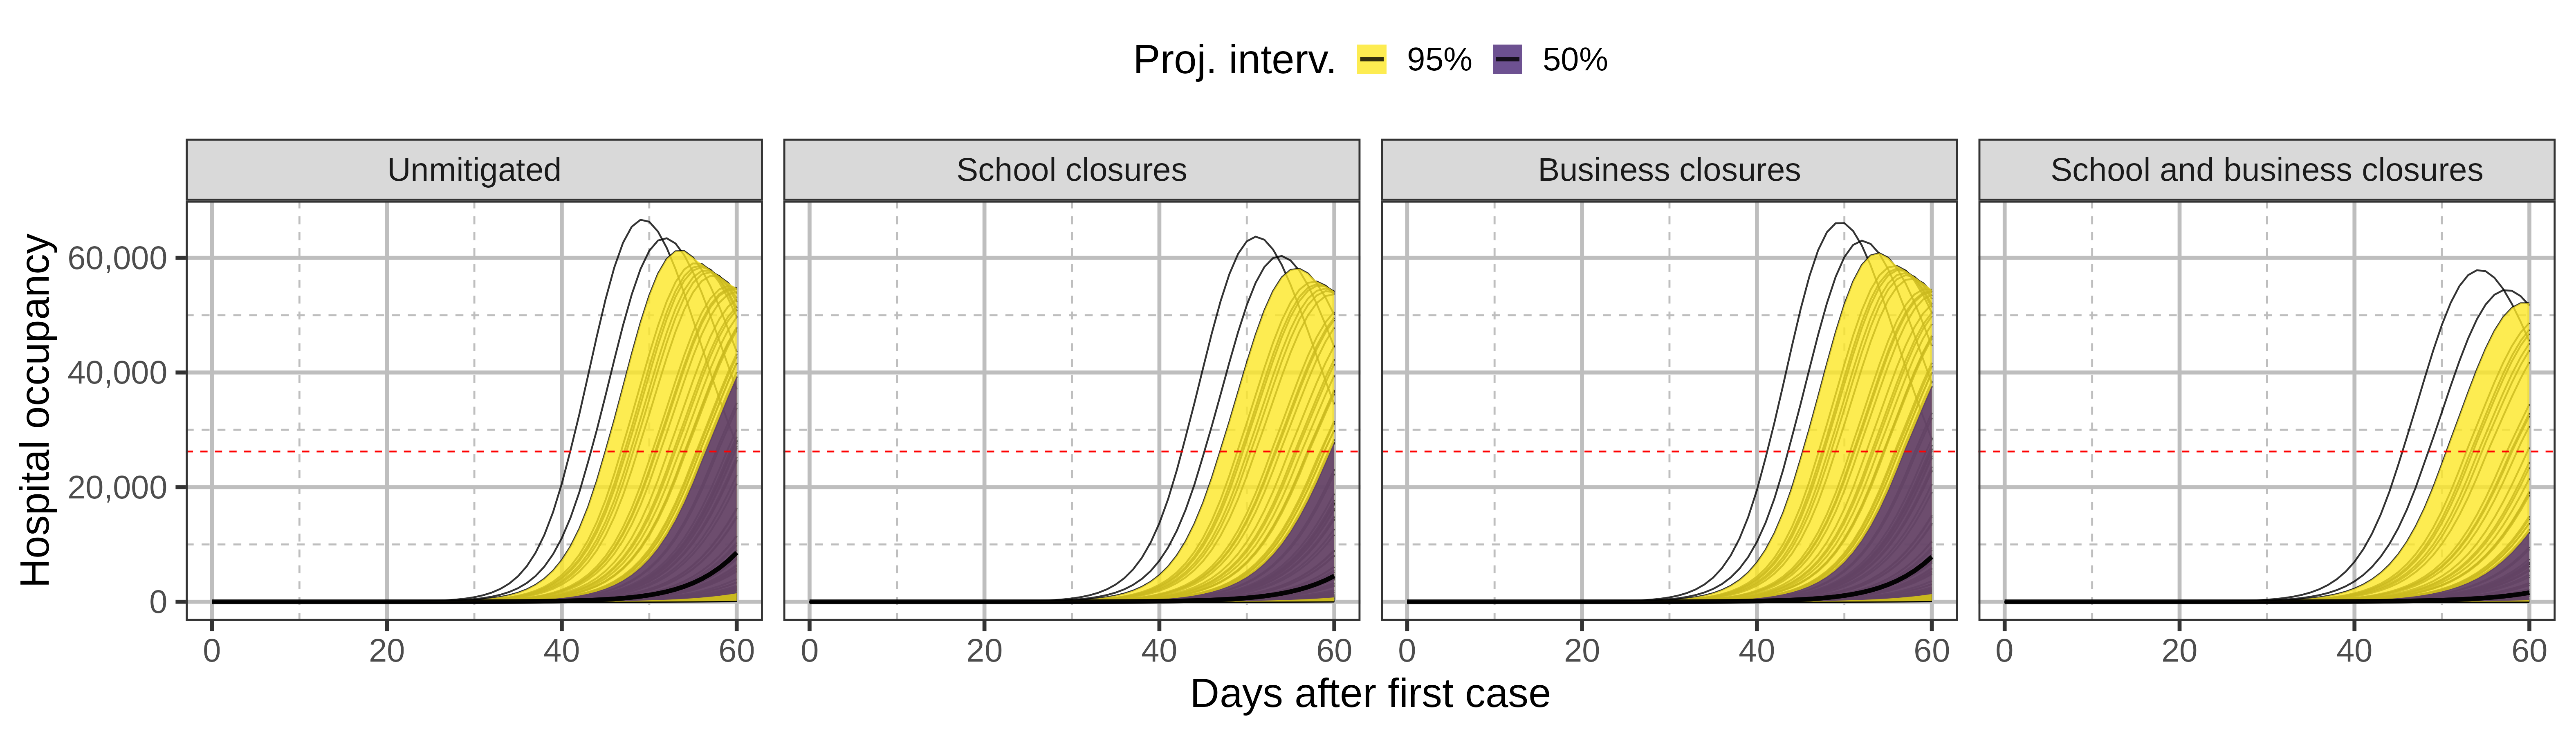 Proj. interv. 95% 50%
Unmitigated School closures Business closures School and business closures
Hospital occupancy
60,000
40,000
20,000
0
0 20 40 60 0 20 40 60 0 20 40 60 0 20 40 60
Days after first case